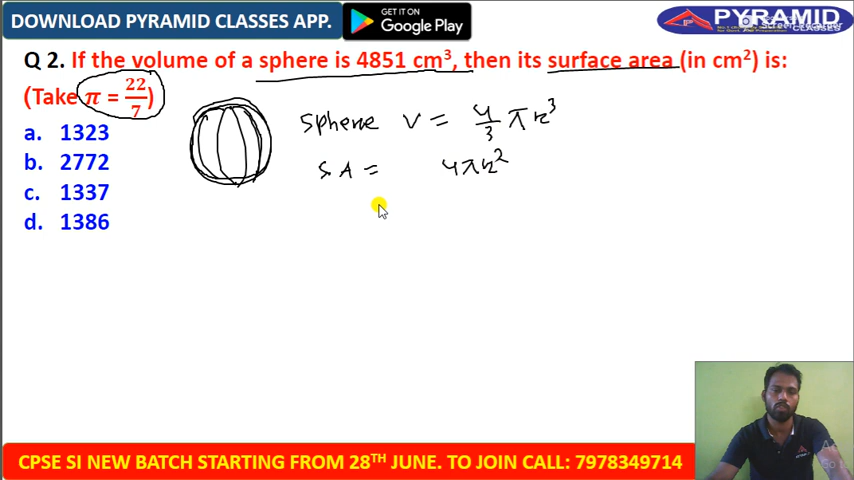 DOWNLOAD PYRAMID CLASSES APP.
GET IT ON
Google Play
PYRAMID
CLASSES
Q 2. If the volume of a sphere is 4851 cm³, then its surface area (in cm²) is:
(Take π = 22/7)
a. 1323
b. 2772
c. 1337
d. 1386
Sphere V = 4/3 πr³
S.A = 4πr²
CPSE SI NEW BATCH STARTING FROM 28TH JUNE. TO JOIN CALL: 7978349714